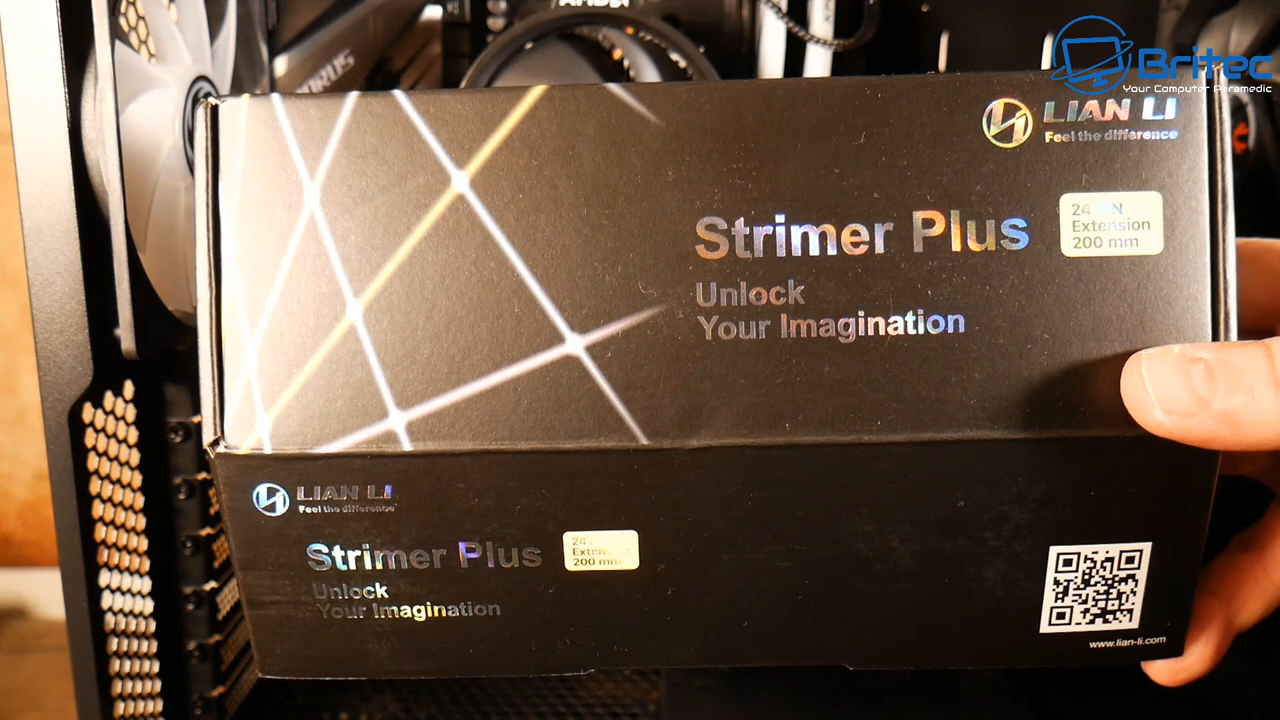 Britec
Your Computer Paramedic
LIAN LI
Feel the difference
Strimer Plus
24
Extension
200 mm
Unlock
Your Imagination
LIAN LI
Feel the difference
Strimer Plus
24
200 mm
Unlock
Your Imagination
www.lian-li.com